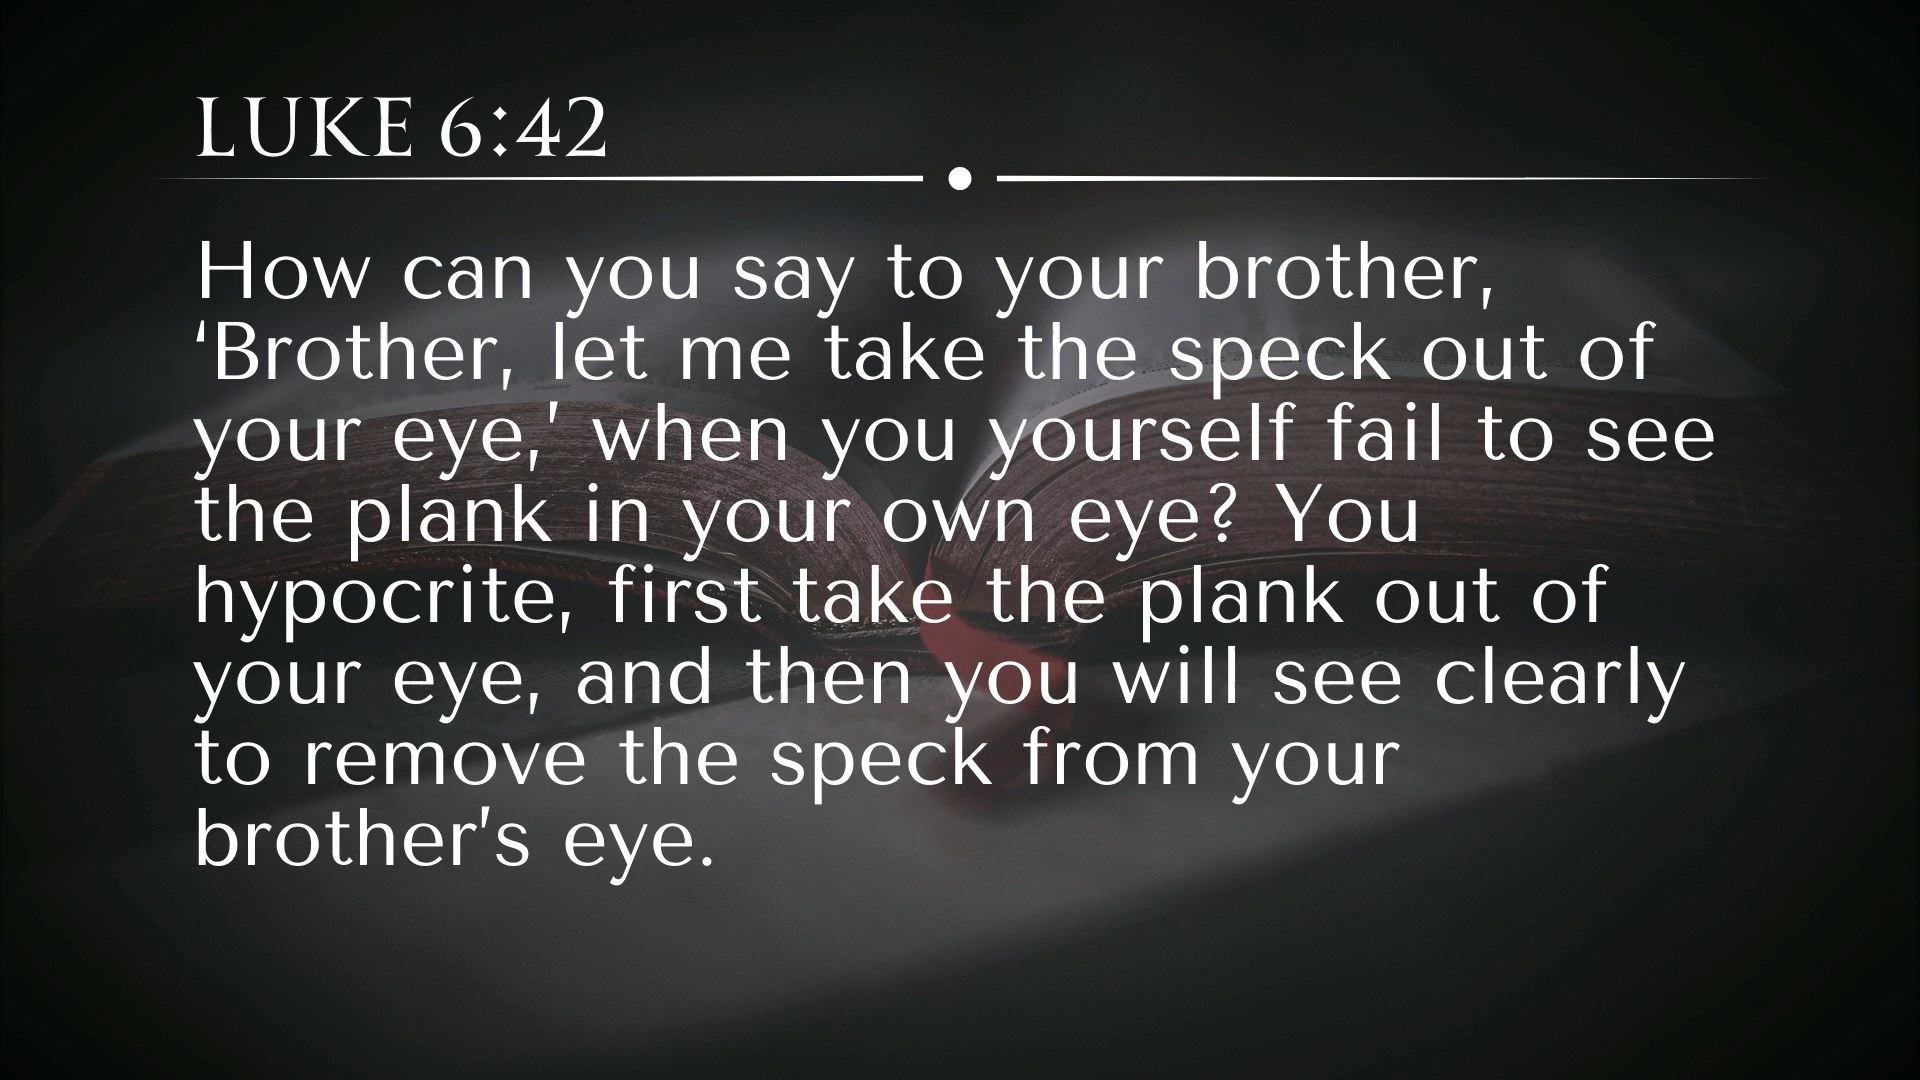 LUKE 6:42
How can you say to your brother,
‘Brother, let me take the speck out of
your eye,’ when you yourself fail to see
the plank in your own eye? You
hypocrite, first take the plank out of
your eye, and then you will see clearly
to remove the speck from your
brother’s eye.